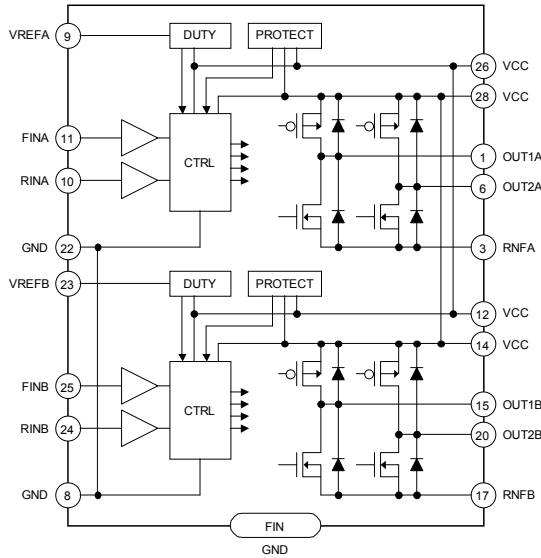 VREFA 9 DUTY PROTECT
26 VCC
28 VCC
FINA 11
CTRL
1 OUT1A
RINA 10
6 OUT2A
GND 22
3 RNFA
VREFB 23 DUTY PROTECT
12 VCC
14 VCC
FINB 25
CTRL
15 OUT1B
RINB 24
20 OUT2B
GND 8
17 RNFB
FIN
GND